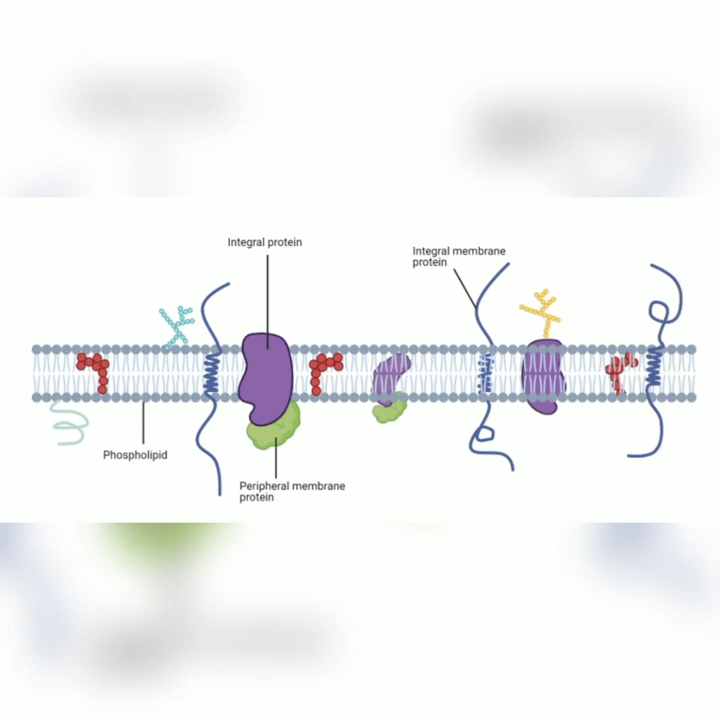 Integral protein
Integral membrane
protein
Phospholipid
Peripheral membrane
protein